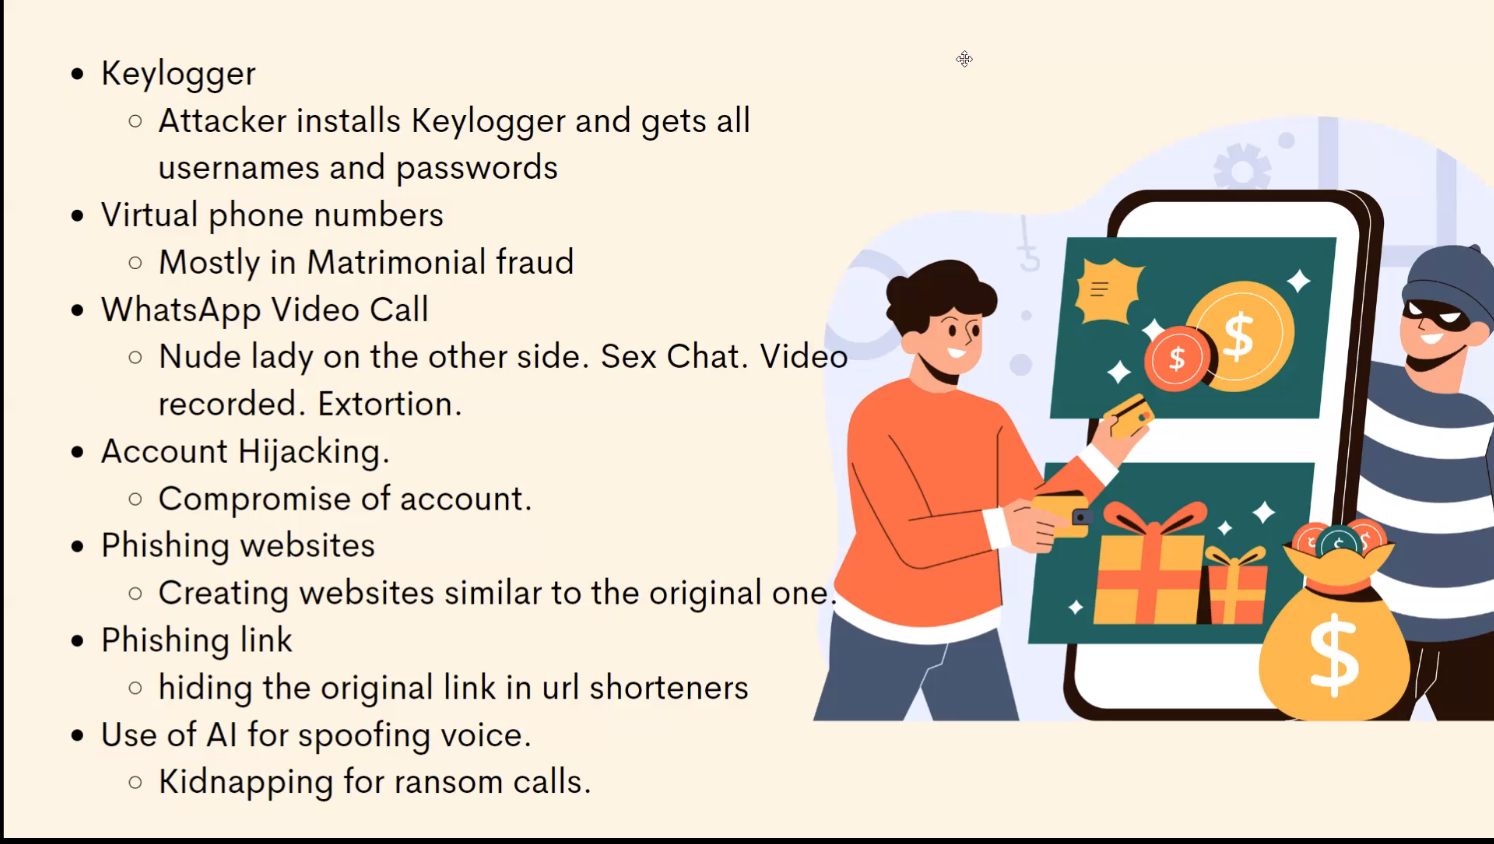 • Keylogger
○ Attacker installs Keylogger and gets all
usernames and passwords
• Virtual phone numbers
○ Mostly in Matrimonial fraud
• WhatsApp Video Call
○ Nude lady on the other side. Sex Chat. Video
recorded. Extortion.
• Account Hijacking.
○ Compromise of account.
• Phishing websites
○ Creating websites similar to the original one.
• Phishing link
○ hiding the original link in url shorteners
• Use of AI for spoofing voice.
○ Kidnapping for ransom calls.
$
$
$